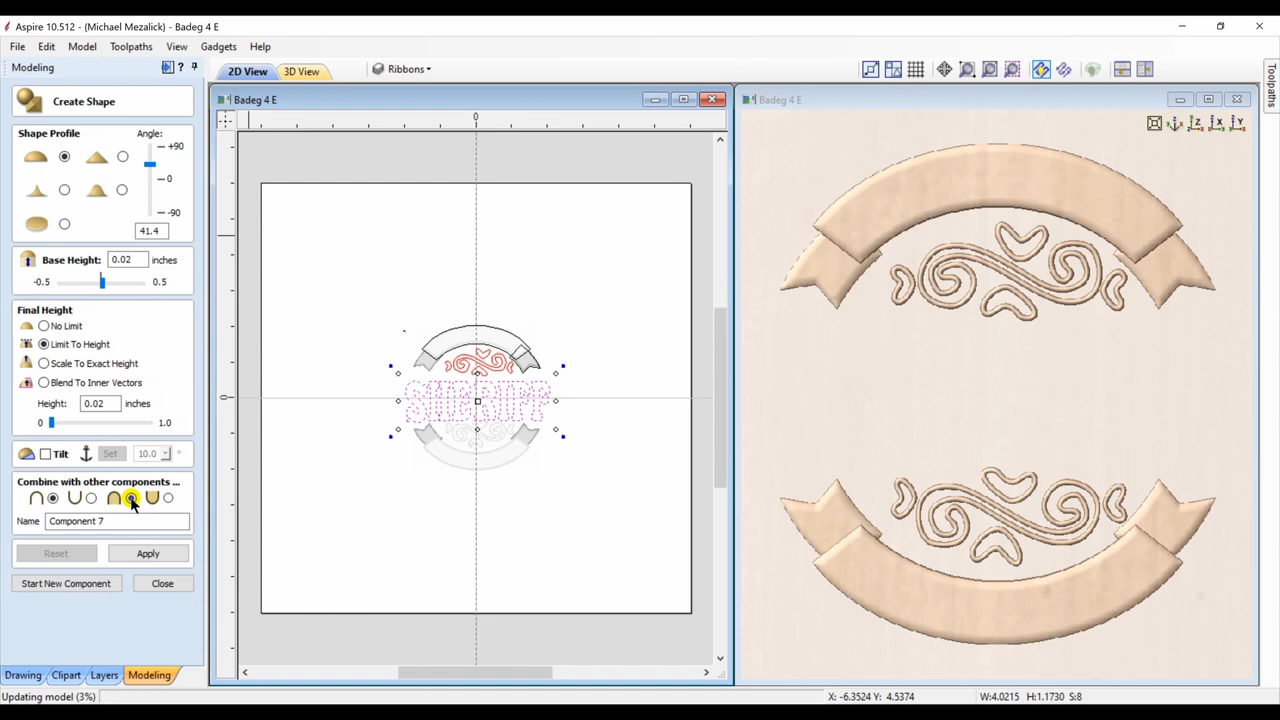 Aspire 10.512 - {Michael Mezalick} - Badeg 4 E
File Edit Model Toolpaths View Gadgets Help
Modeling ?
2D View 3D View Ribbons
Toolpaths
Create Shape
Badeg 4 E
Badeg 4 E
0
Z X Y
Shape Profile Angle:
+90
0
-90
41.4
Base Height: 0.02 inches
-0.5 0.5
Final Height
No Limit
Limit To Height
Scale To Exact Height
Blend To Inner Vectors
Height: 0.02 inches
0 1.0
0
SHERIFF
Tilt Set 10.0 °
Combine with other components ...
Name Component 7
Reset Apply
Start New Component Close
Drawing Clipart Layers Modeling
Updating model (3%) X: -6.3524 Y: 4.5374 W:4.0215 H:1.1730 S:8